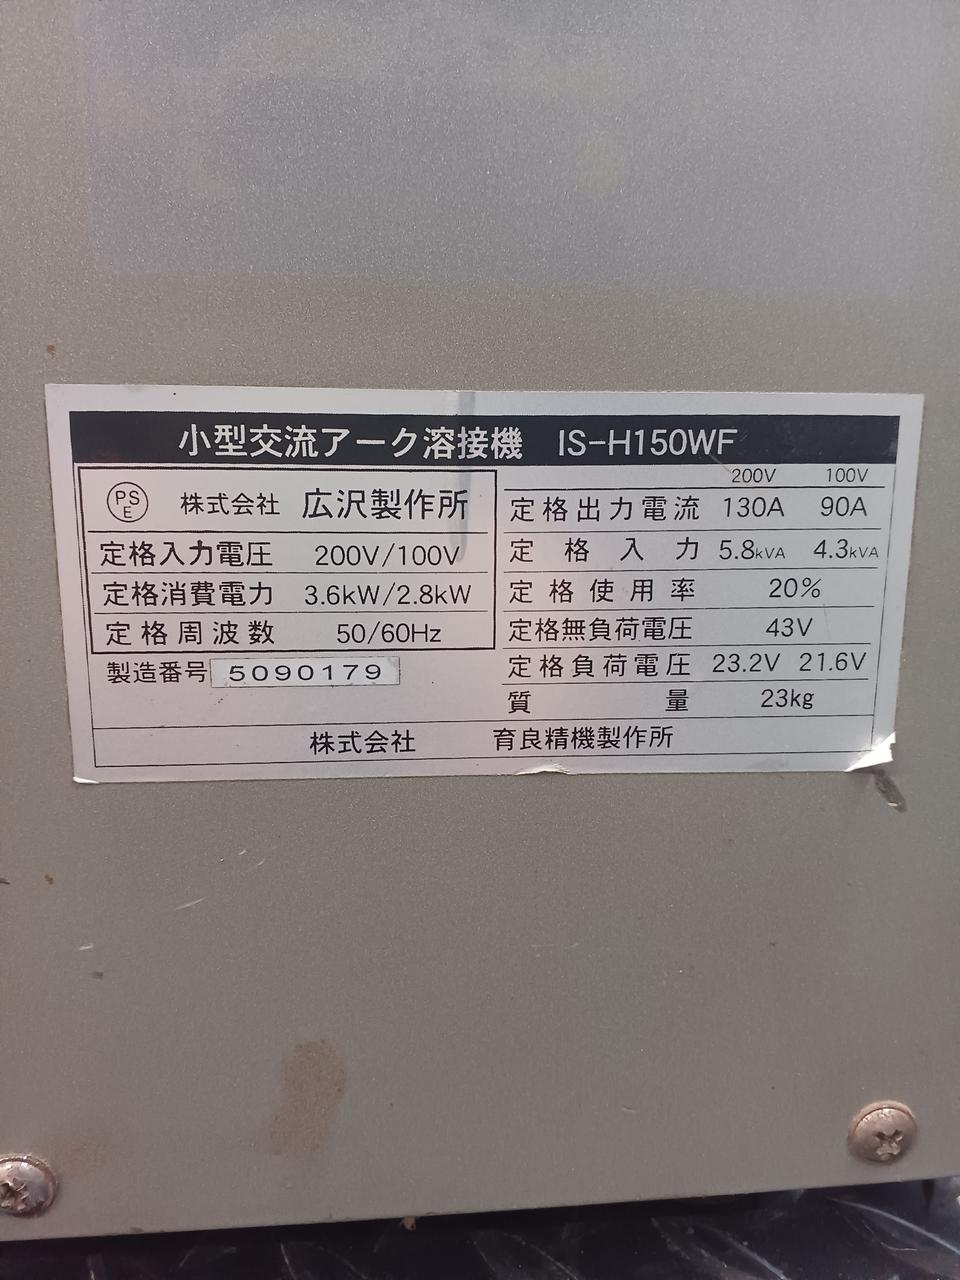 小型交流アーク溶接機 IS-H150WF
PSE 株式会社 広沢製作所
定格入力電圧 200V/100V
定格消費電力 3.6kW/2.8kW
定格周波数 50/60Hz
製造番号 5090179
200V 100V
定格出力電流 130A 90A
定格入力 5.8kVA 4.3kVA
定格使用率 20%
定格無負荷電圧 43V
定格負荷電圧 23.2V 21.6V
質量 23kg
株式会社 育良精機製作所